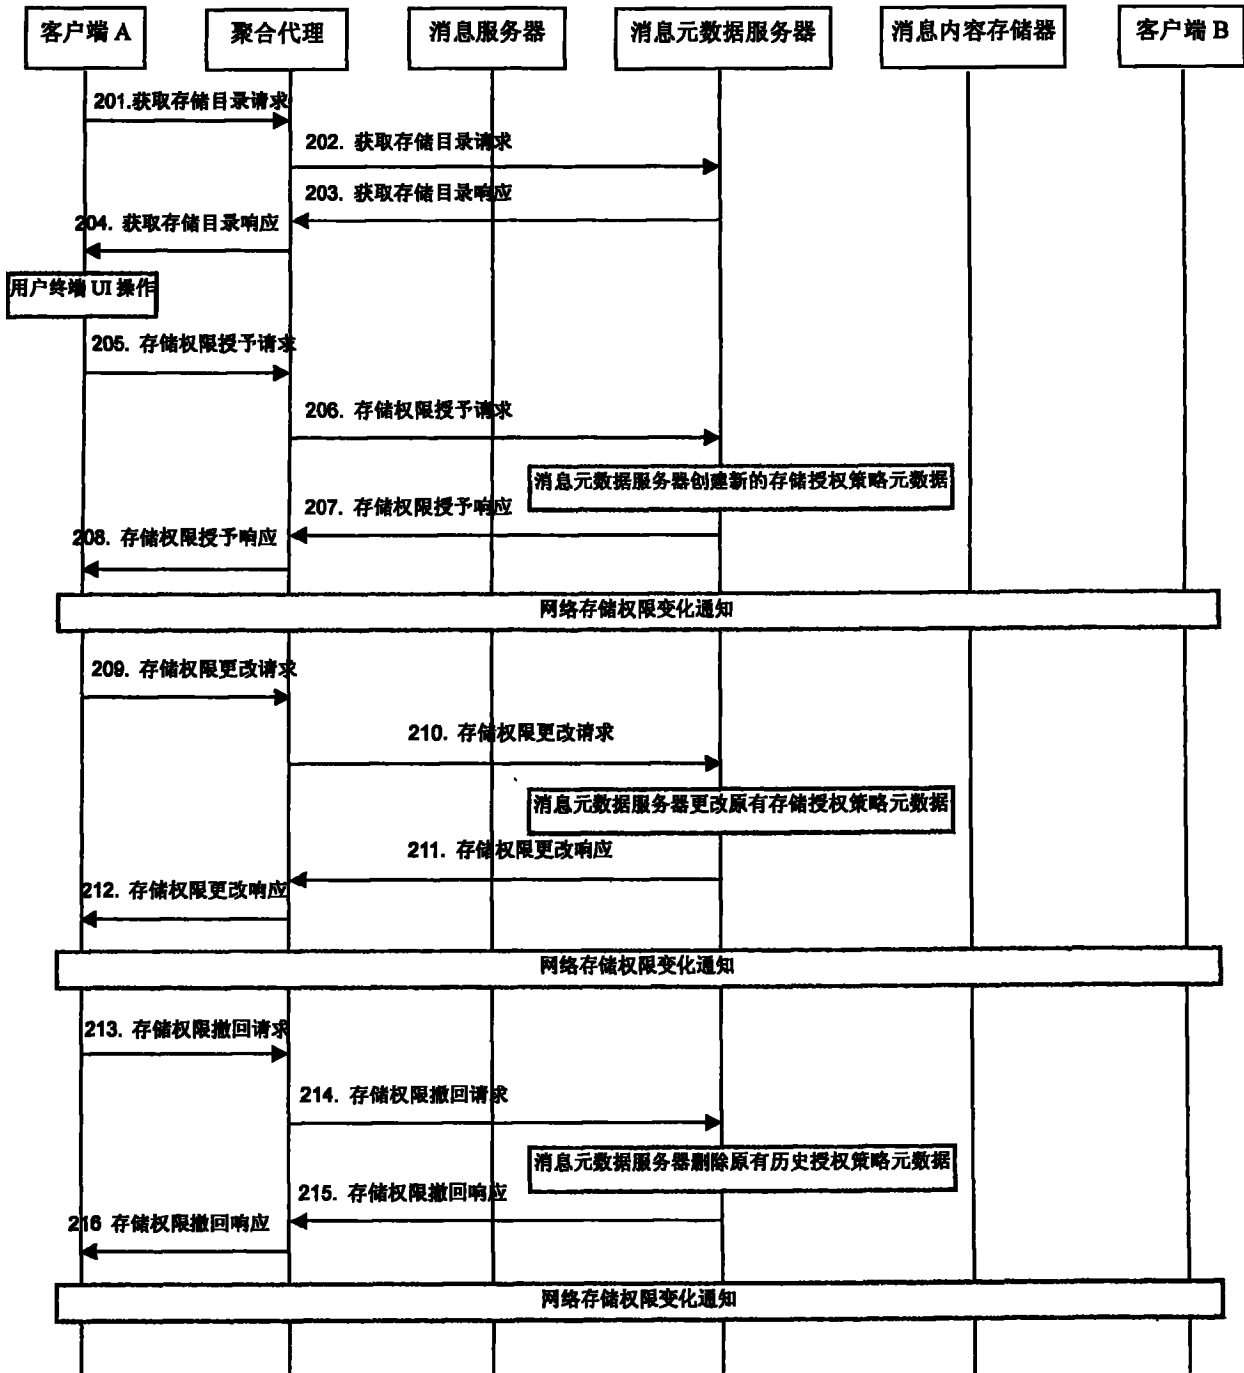 客户端 A
聚合代理
消息服务器
消息元数据服务器
消息内容存储器
客户端 B
201.获取存储目录请求
202. 获取存储目录请求
203. 获取存储目录响应
204. 获取存储目录响应
用户终端 UI 操作
205. 存储权限授予请求
206. 存储权限授予请求
消息元数据服务器创建新的存储授权策略元数据
207. 存储权限授予响应
208. 存储权限授予响应
网络存储权限变化通知
209. 存储权限更改请求
210. 存储权限更改请求
消息元数据服务器更改原有存储授权策略元数据
211. 存储权限更改响应
212. 存储权限更改响应
网络存储权限变化通知
213. 存储权限撤回请求
214. 存储权限撤回请求
消息元数据服务器删除原有历史授权策略元数据
215. 存储权限撤回响应
216 存储权限撤回响应
网络存储权限变化通知